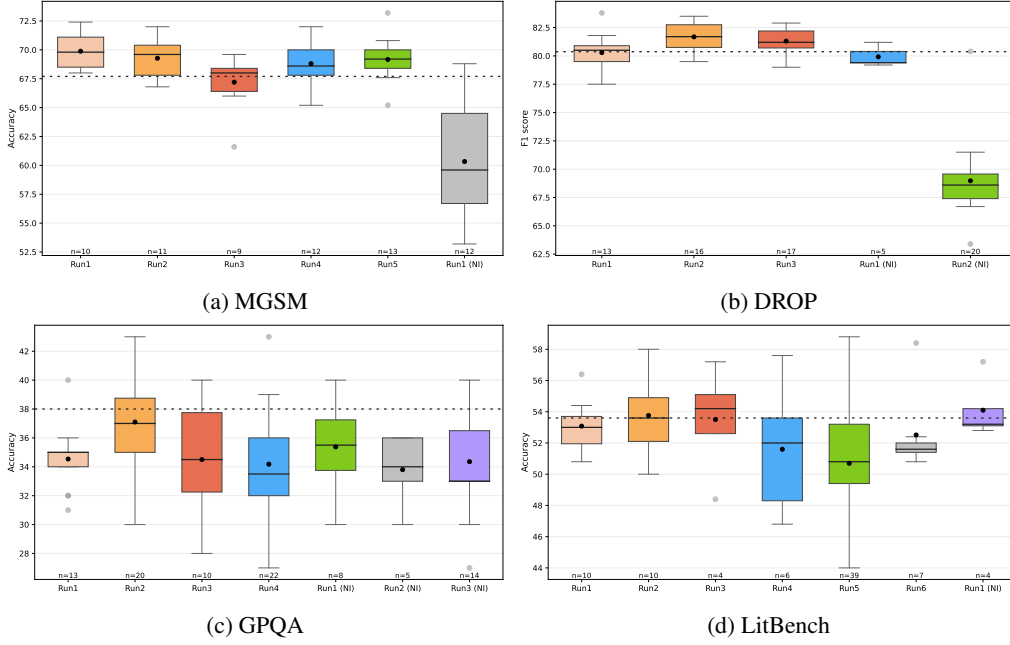 72.5
70.0
67.5
65.0
62.5
60.0
57.5
55.0
52.5
Accuracy
n=10
n=11
n=9
n=12
n=13
n=12
Run1
Run2
Run3
Run4
Run5
Run1 (NI)
(a) MGSM
85.0
82.5
80.0
77.5
75.0
72.5
70.0
67.5
65.0
62.5
F1 score
n=13
n=16
n=17
n=5
n=20
Run1
Run2
Run3
Run1 (NI)
Run2 (NI)
(b) DROP
42
40
38
36
34
32
30
28
Accuracy
n=13
n=20
n=10
n=22
n=8
n=5
n=14
Run1
Run2
Run3
Run4
Run1 (NI)
Run2 (NI)
Run3 (NI)
(c) GPQA
58
56
54
52
50
48
46
44
Accuracy
n=10
n=10
n=4
n=6
n=39
n=7
n=4
Run1
Run2
Run3
Run4
Run5
Run6
Run1 (NI)
(d) LitBench